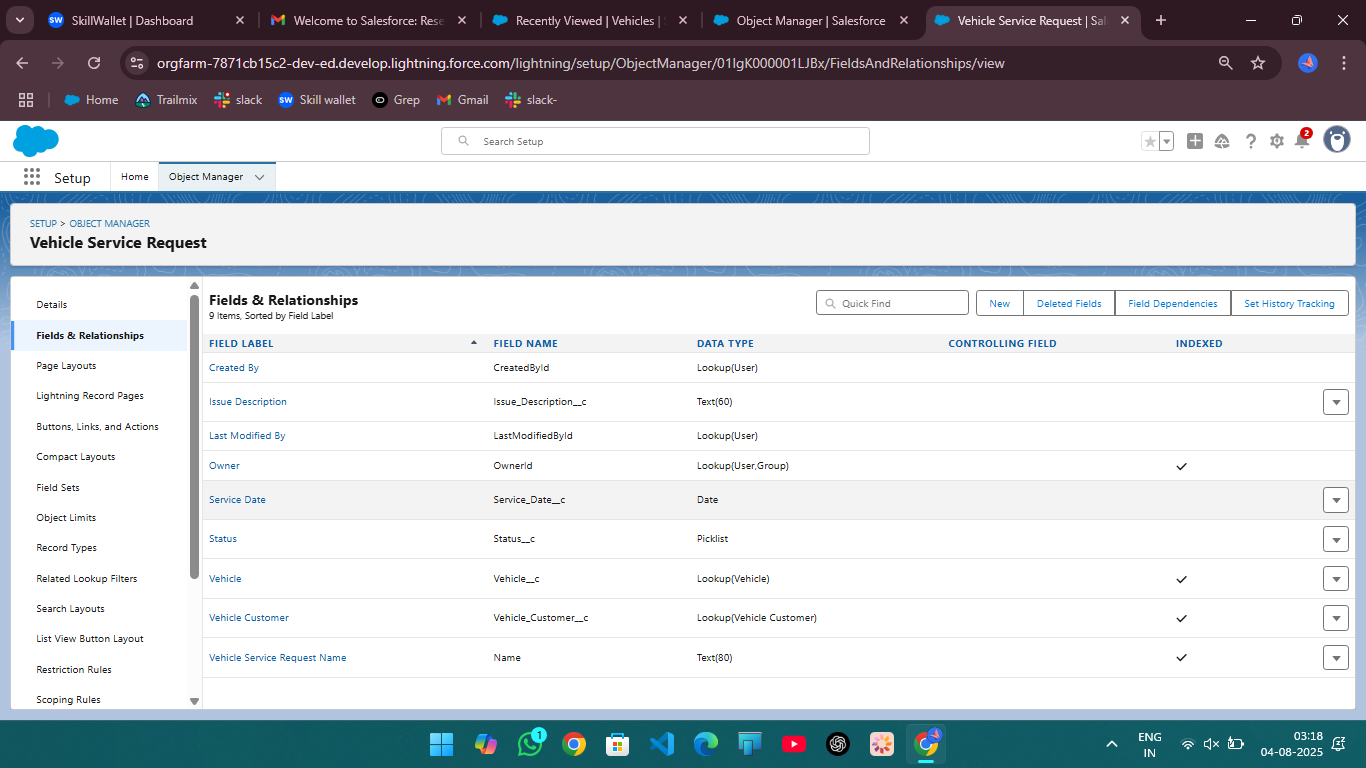 SkillWallet | Dashboard
Welcome to Salesforce: Rese
Recently Viewed | Vehicles |
Object Manager | Salesforce
Vehicle Service Request | Sal
orgfarm-7871cb15c2-dev-ed.develop.lightning.force.com/lightning/setup/ObjectManager/01IgK000001LJBx/FieldsAndRelationships/view
Home
Trailmix
slack
SW Skill wallet
Grep
Gmail
slack-
Search Setup
2
Setup
Home
Object Manager
SETUP > OBJECT MANAGER
Vehicle Service Request
Details
Fields & Relationships
Page Layouts
Lightning Record Pages
Buttons, Links, and Actions
Compact Layouts
Field Sets
Object Limits
Record Types
Related Lookup Filters
Search Layouts
List View Button Layout
Restriction Rules
Scoping Rules
Fields & Relationships
9 Items, Sorted by Field Label
Quick Find
New
Deleted Fields
Field Dependencies
Set History Tracking
FIELD LABEL FIELD NAME DATA TYPE CONTROLLING FIELD INDEXED
Created By CreatedById Lookup(User)
Issue Description Issue_Description__c Text(60)
Last Modified By LastModifiedById Lookup(User)
Owner OwnerId Lookup(User,Group)
Service Date Service_Date__c Date
Status Status__c Picklist
Vehicle Vehicle__c Lookup(Vehicle)
Vehicle Customer Vehicle_Customer__c Lookup(Vehicle Customer)
Vehicle Service Request Name Name Text(80)
1
ENG
IN
03:18
04-08-2025